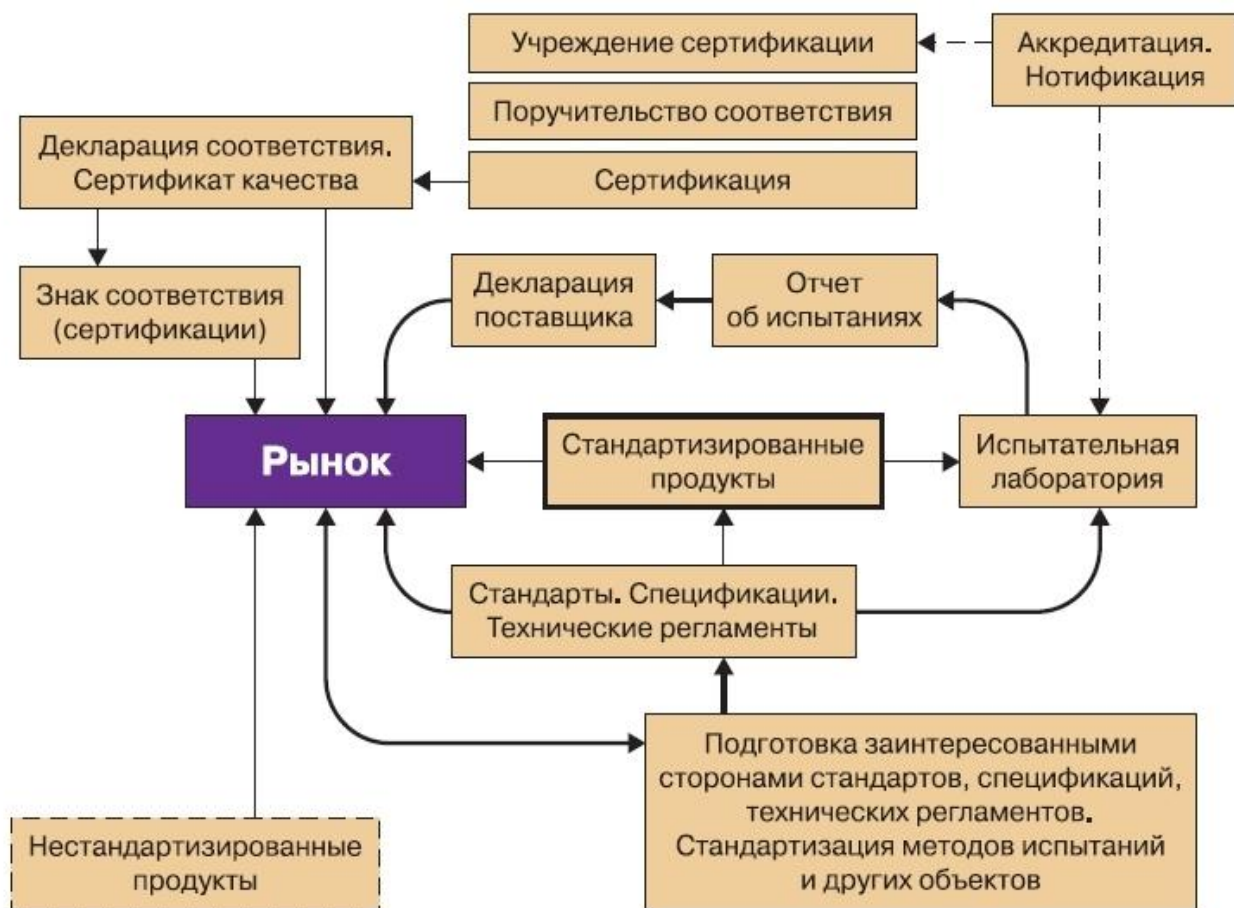 Учреждение сертификации
Аккредитация.
Нотификация
Поручительство соответствия
Декларация соответствия.
Сертификат качества
Сертификация
Знак соответствия
(сертификации)
Декларация
поставщика
Отчет
об испытаниях
Рынок
Стандартизированные
продукты
Испытательная
лаборатория
Стандарты. Спецификации.
Технические регламенты
Подготовка заинтересованными
сторонами стандартов, спецификаций,
технических регламентов.
Стандартизация методов испытаний
и других объектов
Нестандартизированные
продукты